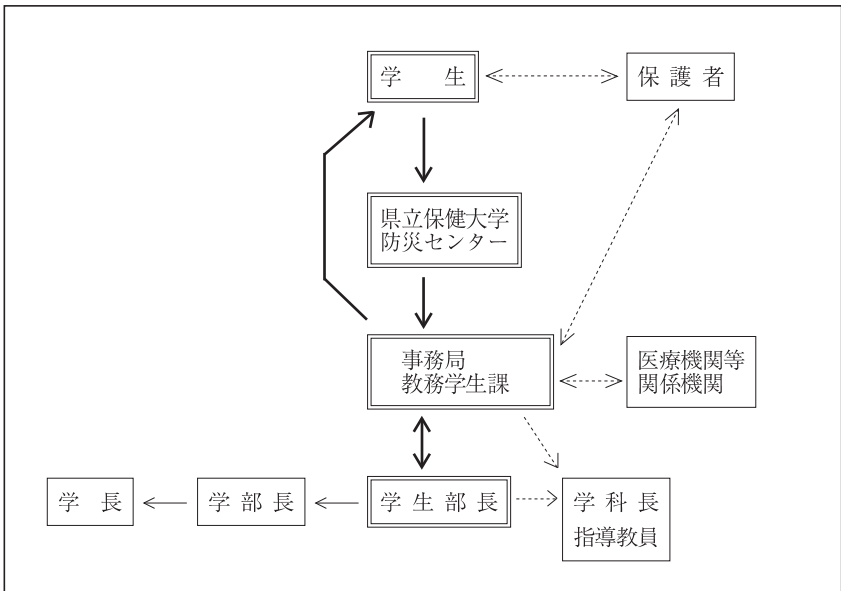 学生
保護者
県立保健大学
防災センター
事務局
教務学生課
医療機関等
関係機関
学長
学部長
学生部長
学科長
指導教員